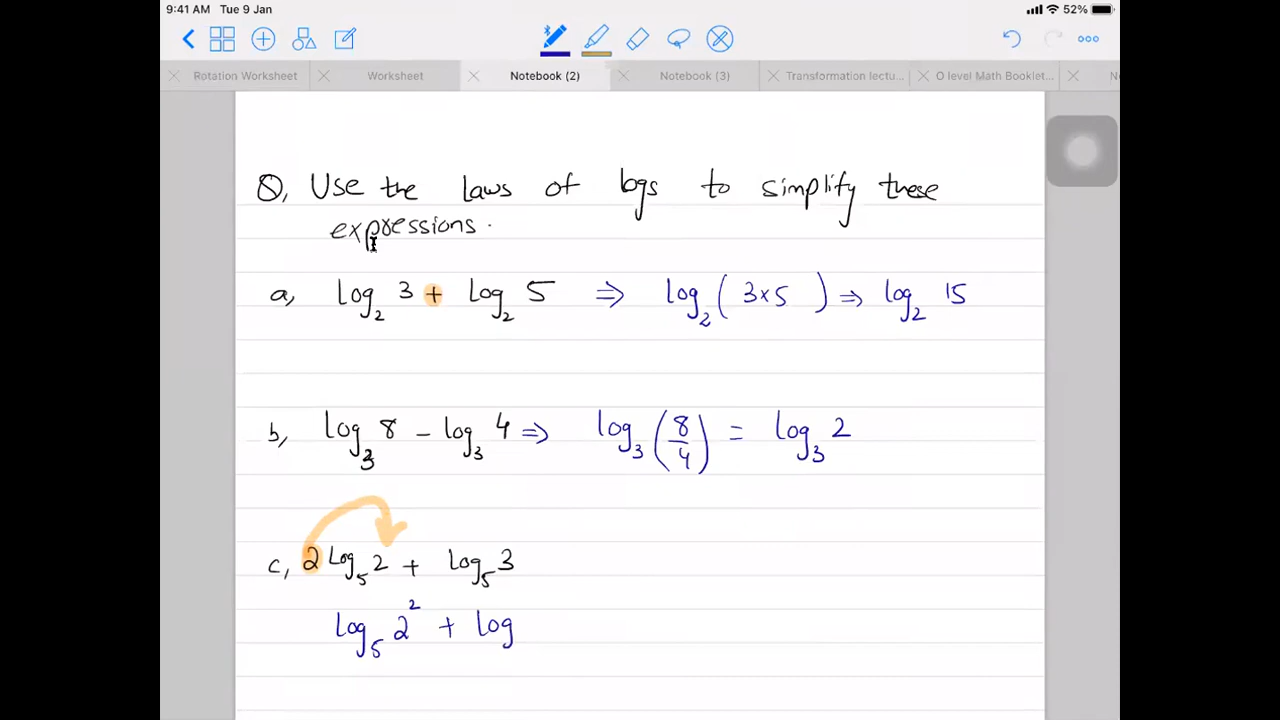 9:41 AM Tue 9 Jan 52%
Rotation Worksheet Worksheet Notebook (2) Notebook (3) Transformation lectu... O level Math Booklet...
Q, Use the laws of logs to simplify these
expressions.
a, log₂ 3 + log₂ 5 ⇒ log₂ ( 3×5 ) ⇒ log₂ 15
b, log₃ 8 - log₃ 4 ⇒ log₃ (8/4) = log₃ 2
c, 2 log₅ 2 + log₅ 3
log₅ 2² + log